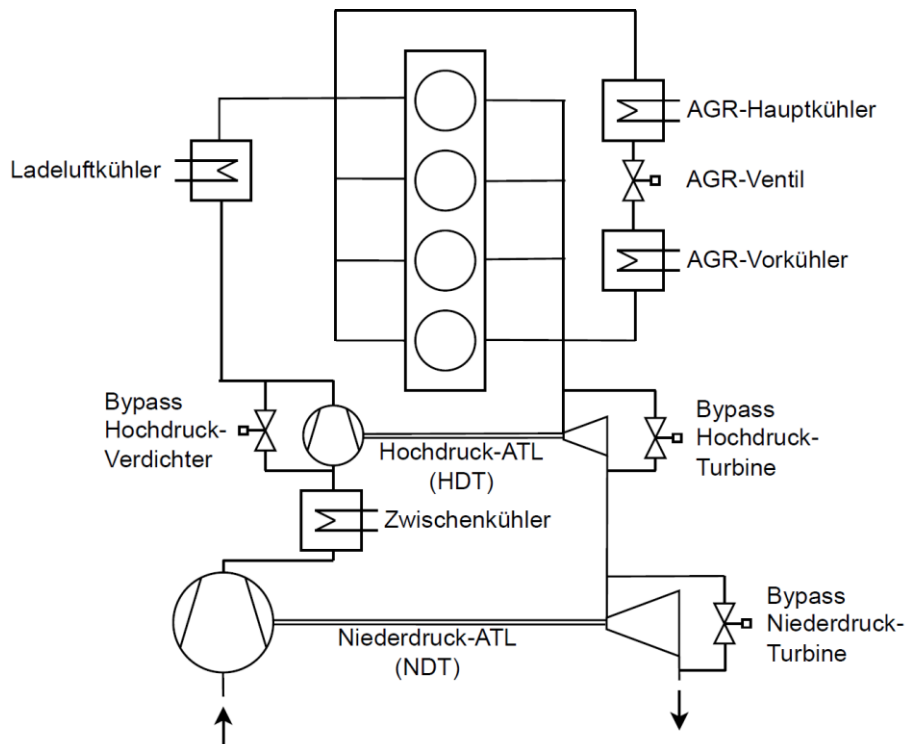 AGR-Hauptkühler
Ladeluftkühler
AGR-Ventil
AGR-Vorkühler
Bypass
Hochdruck-
Verdichter
Hochdruck-ATL
(HDT)
Bypass
Hochdruck-
Turbine
Zwischenkühler
Niederdruck-ATL
(NDT)
Bypass
Niederdruck-
Turbine